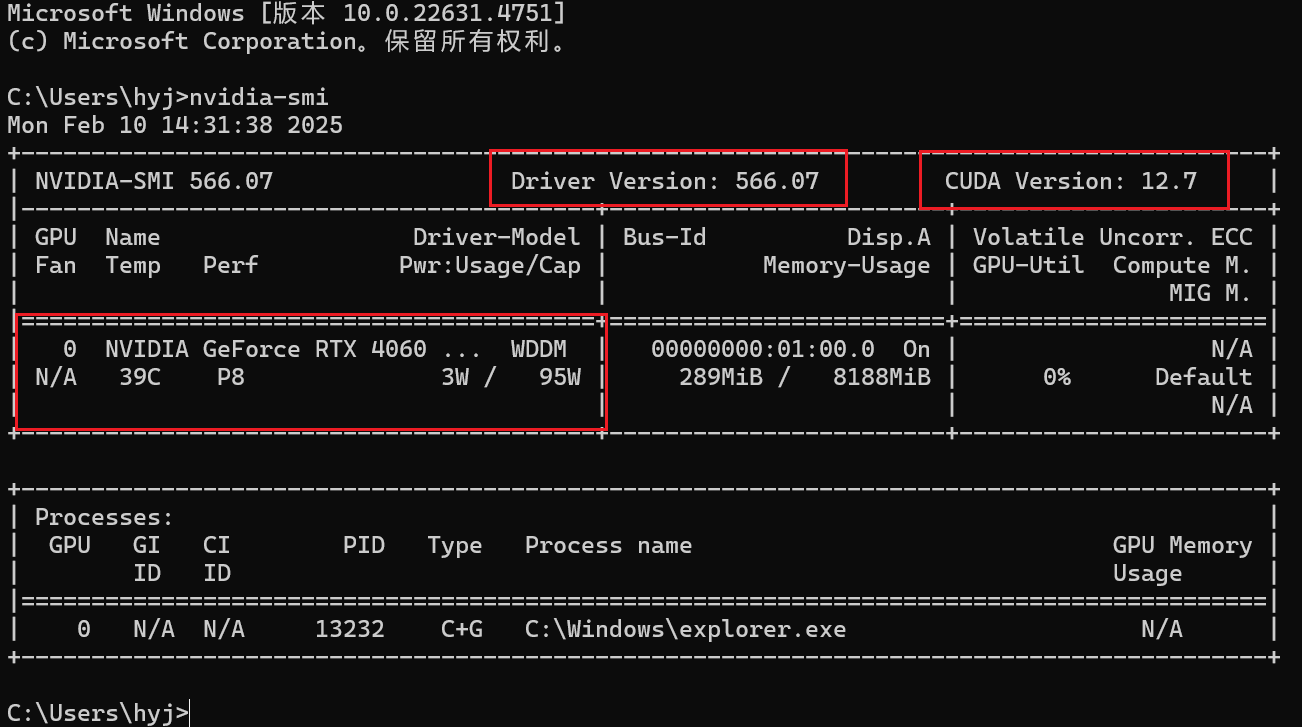 Microsoft Windows [版本 10.0.22631.4751]
(c) Microsoft Corporation。保留所有权利。

C:\Users\hyj>nvidia-smi
Mon Feb 10 14:31:38 2025
+-----------------------------------------------------------------------------------------+
| NVIDIA-SMI 566.07                 Driver Version: 566.07         CUDA Version: 12.7     |
|-----------------------------------------+------------------------+----------------------+
| GPU  Name                  Driver-Model | Bus-Id          Disp.A | Volatile Uncorr. ECC |
| Fan  Temp   Perf          Pwr:Usage/Cap |           Memory-Usage | GPU-Util  Compute M. |
|                                         |                        |               MIG M. |
|=========================================+========================+======================|
|   0  NVIDIA GeForce RTX 4060 ...  WDDM  |   00000000:01:00.0  On |                  N/A |
| N/A   39C    P8                3W /   95W |     289MiB /   8188MiB |      0%      Default |
|                                         |                        |                  N/A |
+-----------------------------------------+------------------------+----------------------+

+-----------------------------------------------------------------------------------------+
| Processes:                                                                              |
|  GPU   GI   CI        PID   Type   Process name                              GPU Memory |
|        ID   ID                                                               Usage      |
|=========================================================================================|
|    0   N/A  N/A     13232    C+G   C:\Windows\explorer.exe                     N/A      |
+-----------------------------------------------------------------------------------------+

C:\Users\hyj>